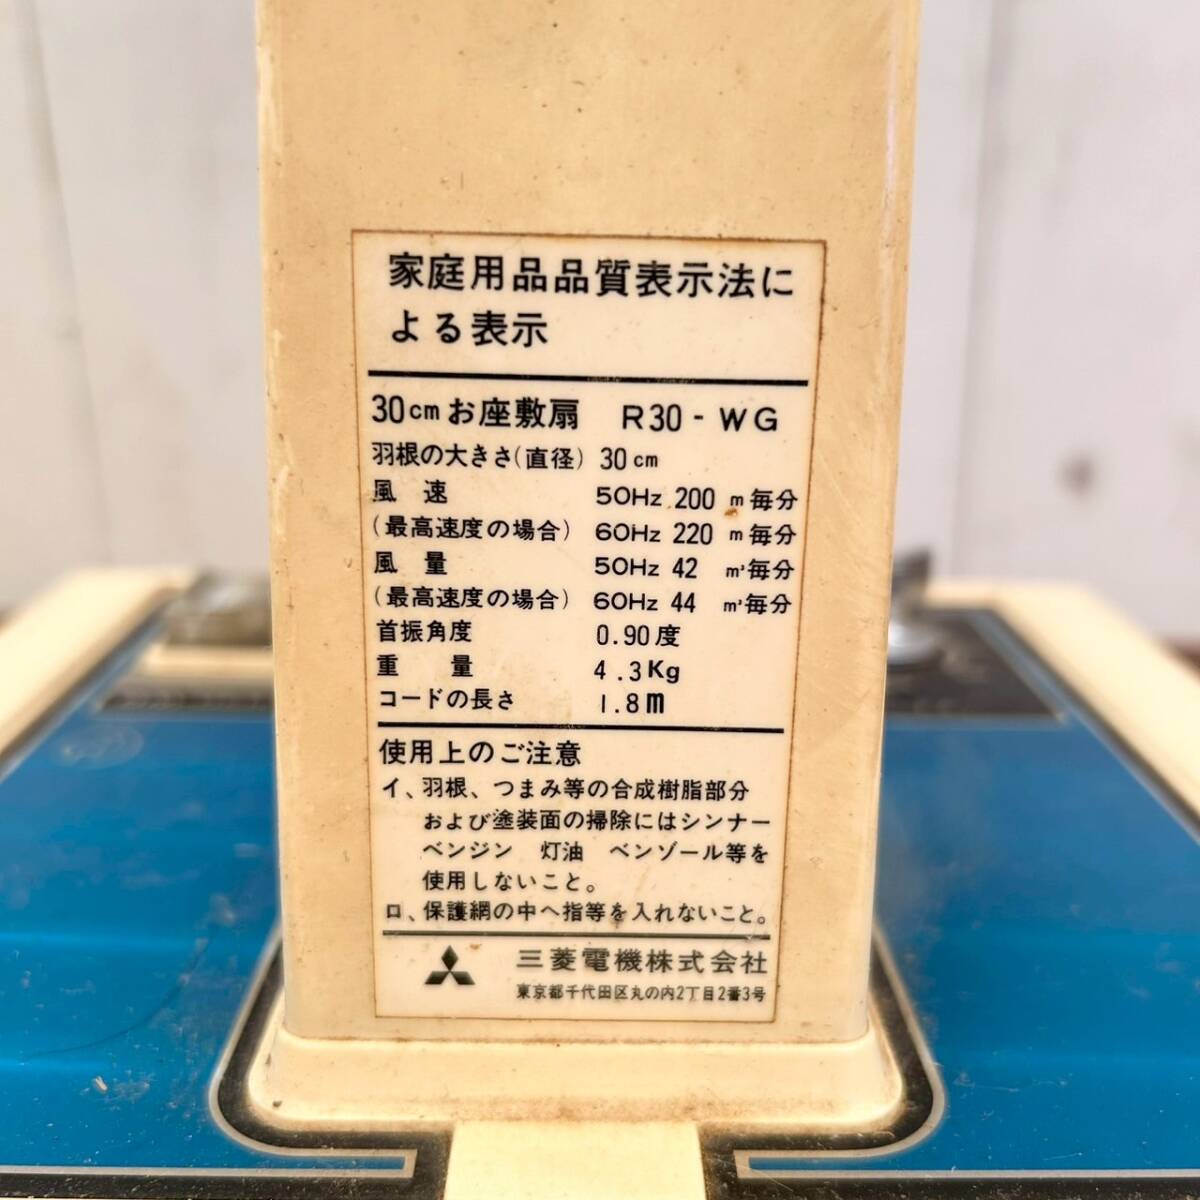 家庭用品品質表示法に
よる表示
30cmお座敷扇 R30-WG
羽根の大きさ(直径) 30cm
風速 50Hz 200 m毎分
(最高速度の場合) 60Hz 220 m毎分
風量 50Hz 42 m³毎分
(最高速度の場合) 60Hz 44 m³毎分
首振角度 0.90度
重量 4.3Kg
コードの長さ 1.8m
使用上のご注意
イ、羽根、つまみ等の合成樹脂部分
および塗装面の掃除にはシンナー
ベンジン 灯油 ベンゾール等を
使用しないこと。
ロ、保護網の中へ指等を入れないこと。
三菱電機株式会社
東京都千代田区丸の内2丁目2番3号